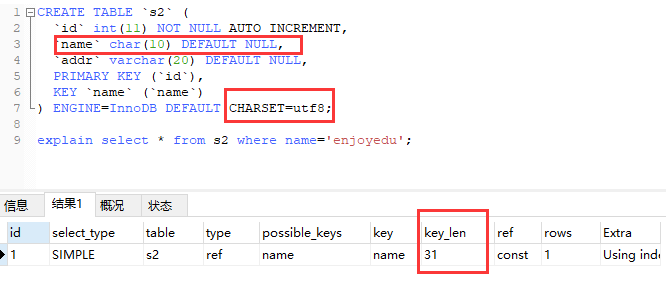 1 CREATE TABLE `s2` (
2 `id` int(11) NOT NULL AUTO_INCREMENT,
3 `name` char(10) DEFAULT NULL,
4 `addr` varchar(20) DEFAULT NULL,
5 PRIMARY KEY (`id`),
6 KEY `name` (`name`)
7 ) ENGINE=InnoDB DEFAULT CHARSET=utf8;
8
9 explain select * from s2 where name='enjoyedu';
信息 结果1 概况 状态
id select_type table type possible_keys key key_len ref rows Extra
1 SIMPLE s2 ref name name 31 const 1 Using inde